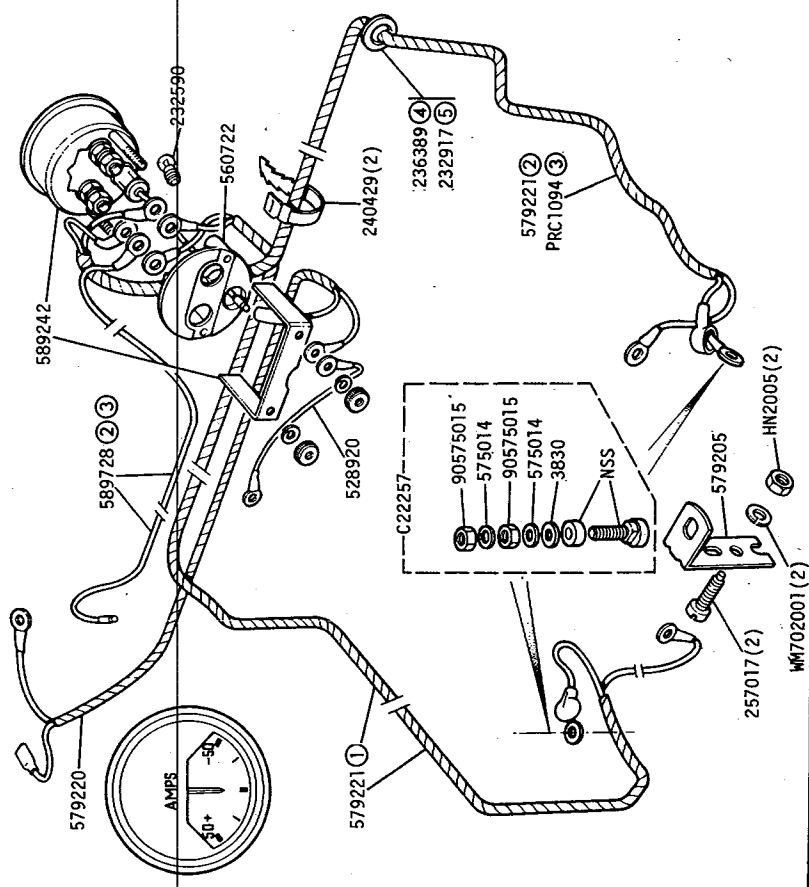 589242
232590
560722
240429(2)
236389 ④
232917 ⑤
579221 ②
PRC1094 ③
589728 ② ③
528920
C22257
90575015
575014
90575015
575014
3830
NSS
HN2005(2)
579205
WM702001(2)
257017(2)
579220
579221 ①
AMPS
50+
-50